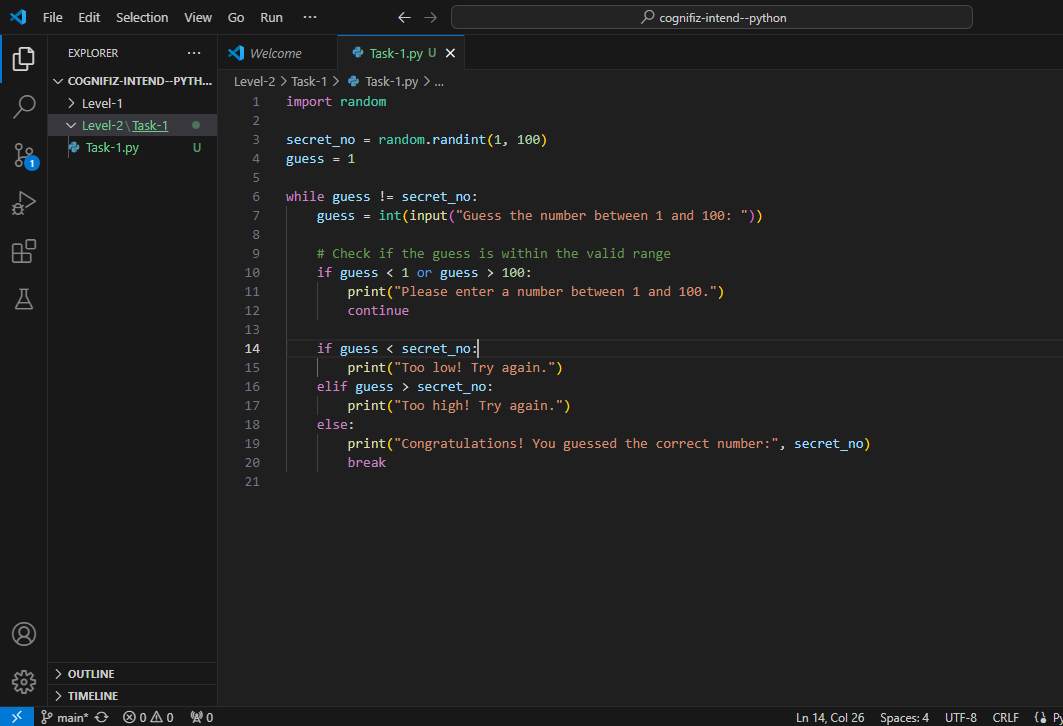 File Edit Selection View Go Run ··· cognifiz-intend--python
EXPLORER ···
COGNIFIZ-INTEND--PYTH...
Level-1
Level-2\Task-1
Task-1.py U
OUTLINE
TIMELINE
Welcome Task-1.py U
Level-2 > Task-1 > Task-1.py > ...
1 import random
2
3 secret_no = random.randint(1, 100)
4 guess = 1
5
6 while guess != secret_no:
7     guess = int(input("Guess the number between 1 and 100: "))
8
9     # Check if the guess is within the valid range
10     if guess < 1 or guess > 100:
11         print("Please enter a number between 1 and 100.")
12         continue
13
14     if guess < secret_no:
15         print("Too low! Try again.")
16     elif guess > secret_no:
17         print("Too high! Try again.")
18     else:
19         print("Congratulations! You guessed the correct number:", secret_no)
20         break
21
1
main* 0 0 0 Ln 14, Col 26 Spaces: 4 UTF-8 CRLF {} Py